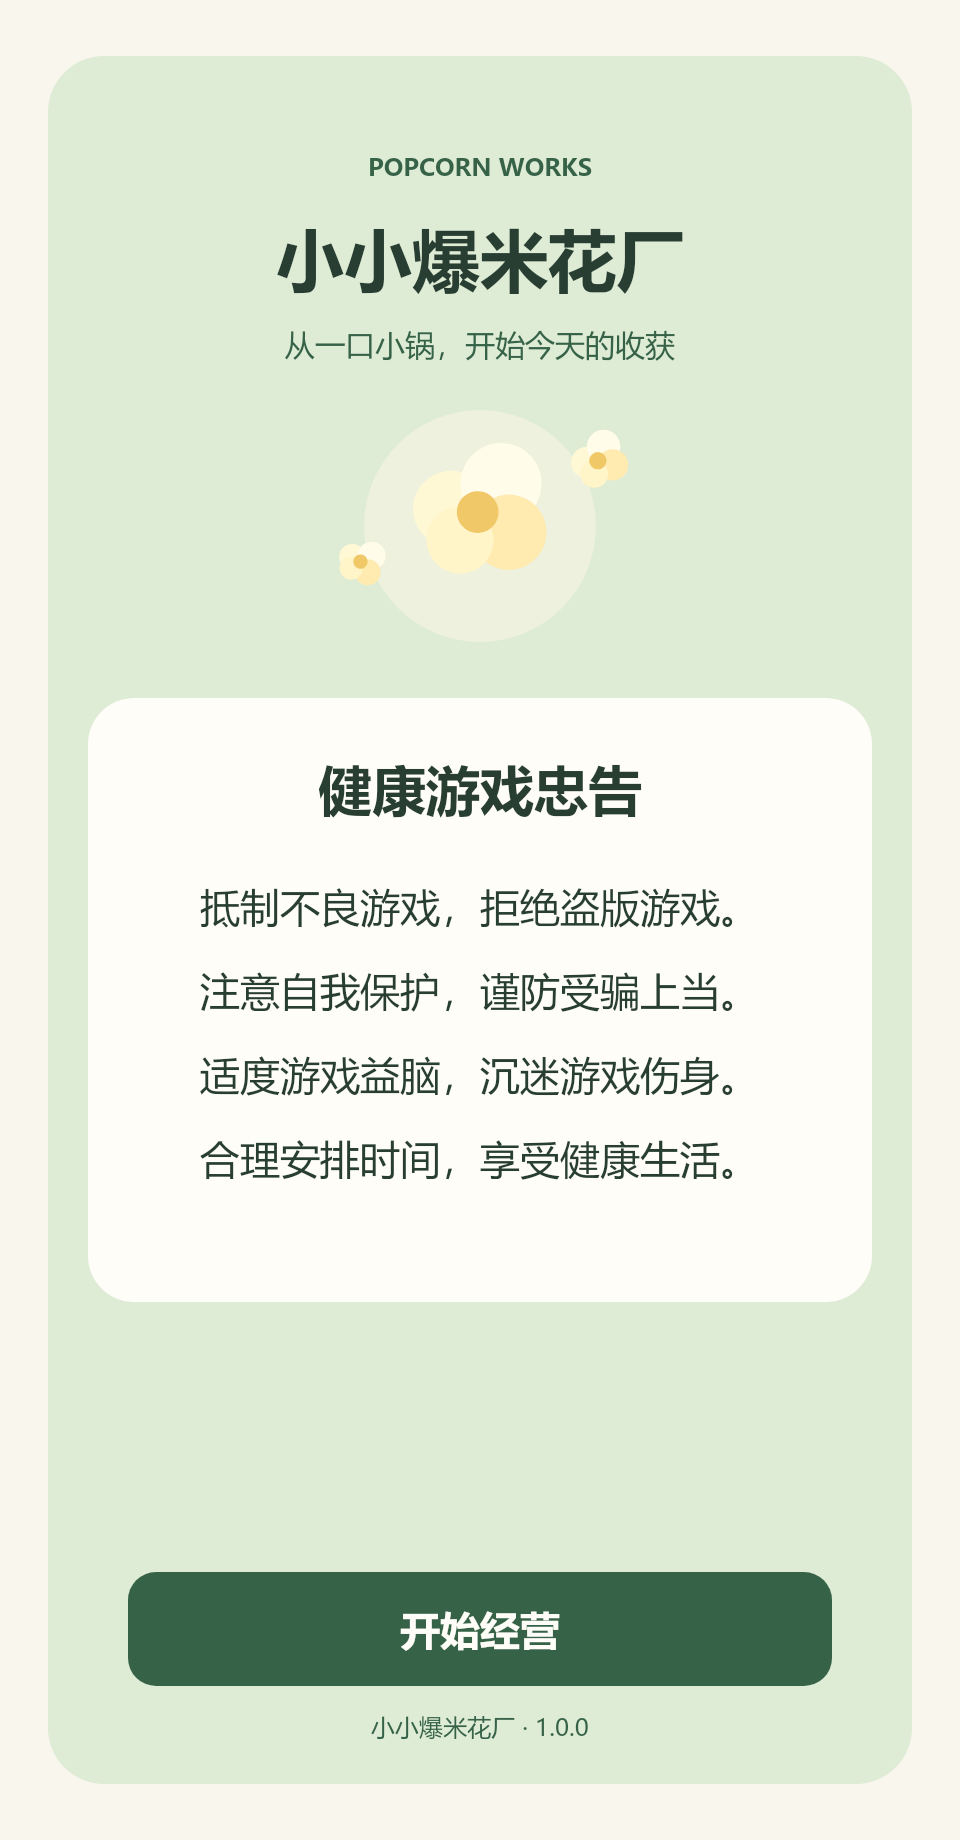 POPCORN WORKS
小小爆米花厂
从一口小锅，开始今天的收获
健康游戏忠告
抵制不良游戏，拒绝盗版游戏。
注意自我保护，谨防受骗上当。
适度游戏益脑，沉迷游戏伤身。
合理安排时间，享受健康生活。
开始经营
小小爆米花厂 · 1.0.0